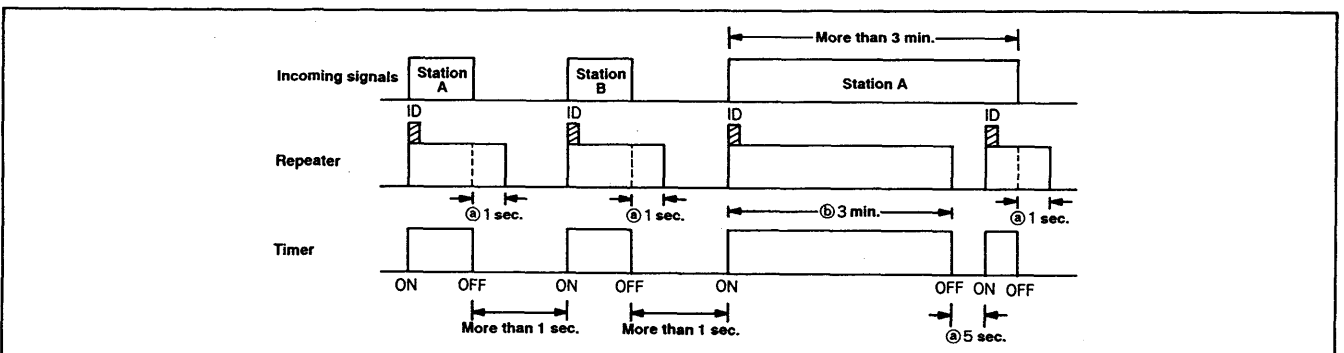 More than 3 min.
Incoming signals Station A Station B Station A
ID ID ID ID
Repeater
ⓐ 1 sec. ⓐ 1 sec. ⓑ 3 min. ⓐ 1 sec.
Timer
ON OFF ON OFF ON OFF ON OFF
More than 1 sec. More than 1 sec. ⓐ 5 sec.